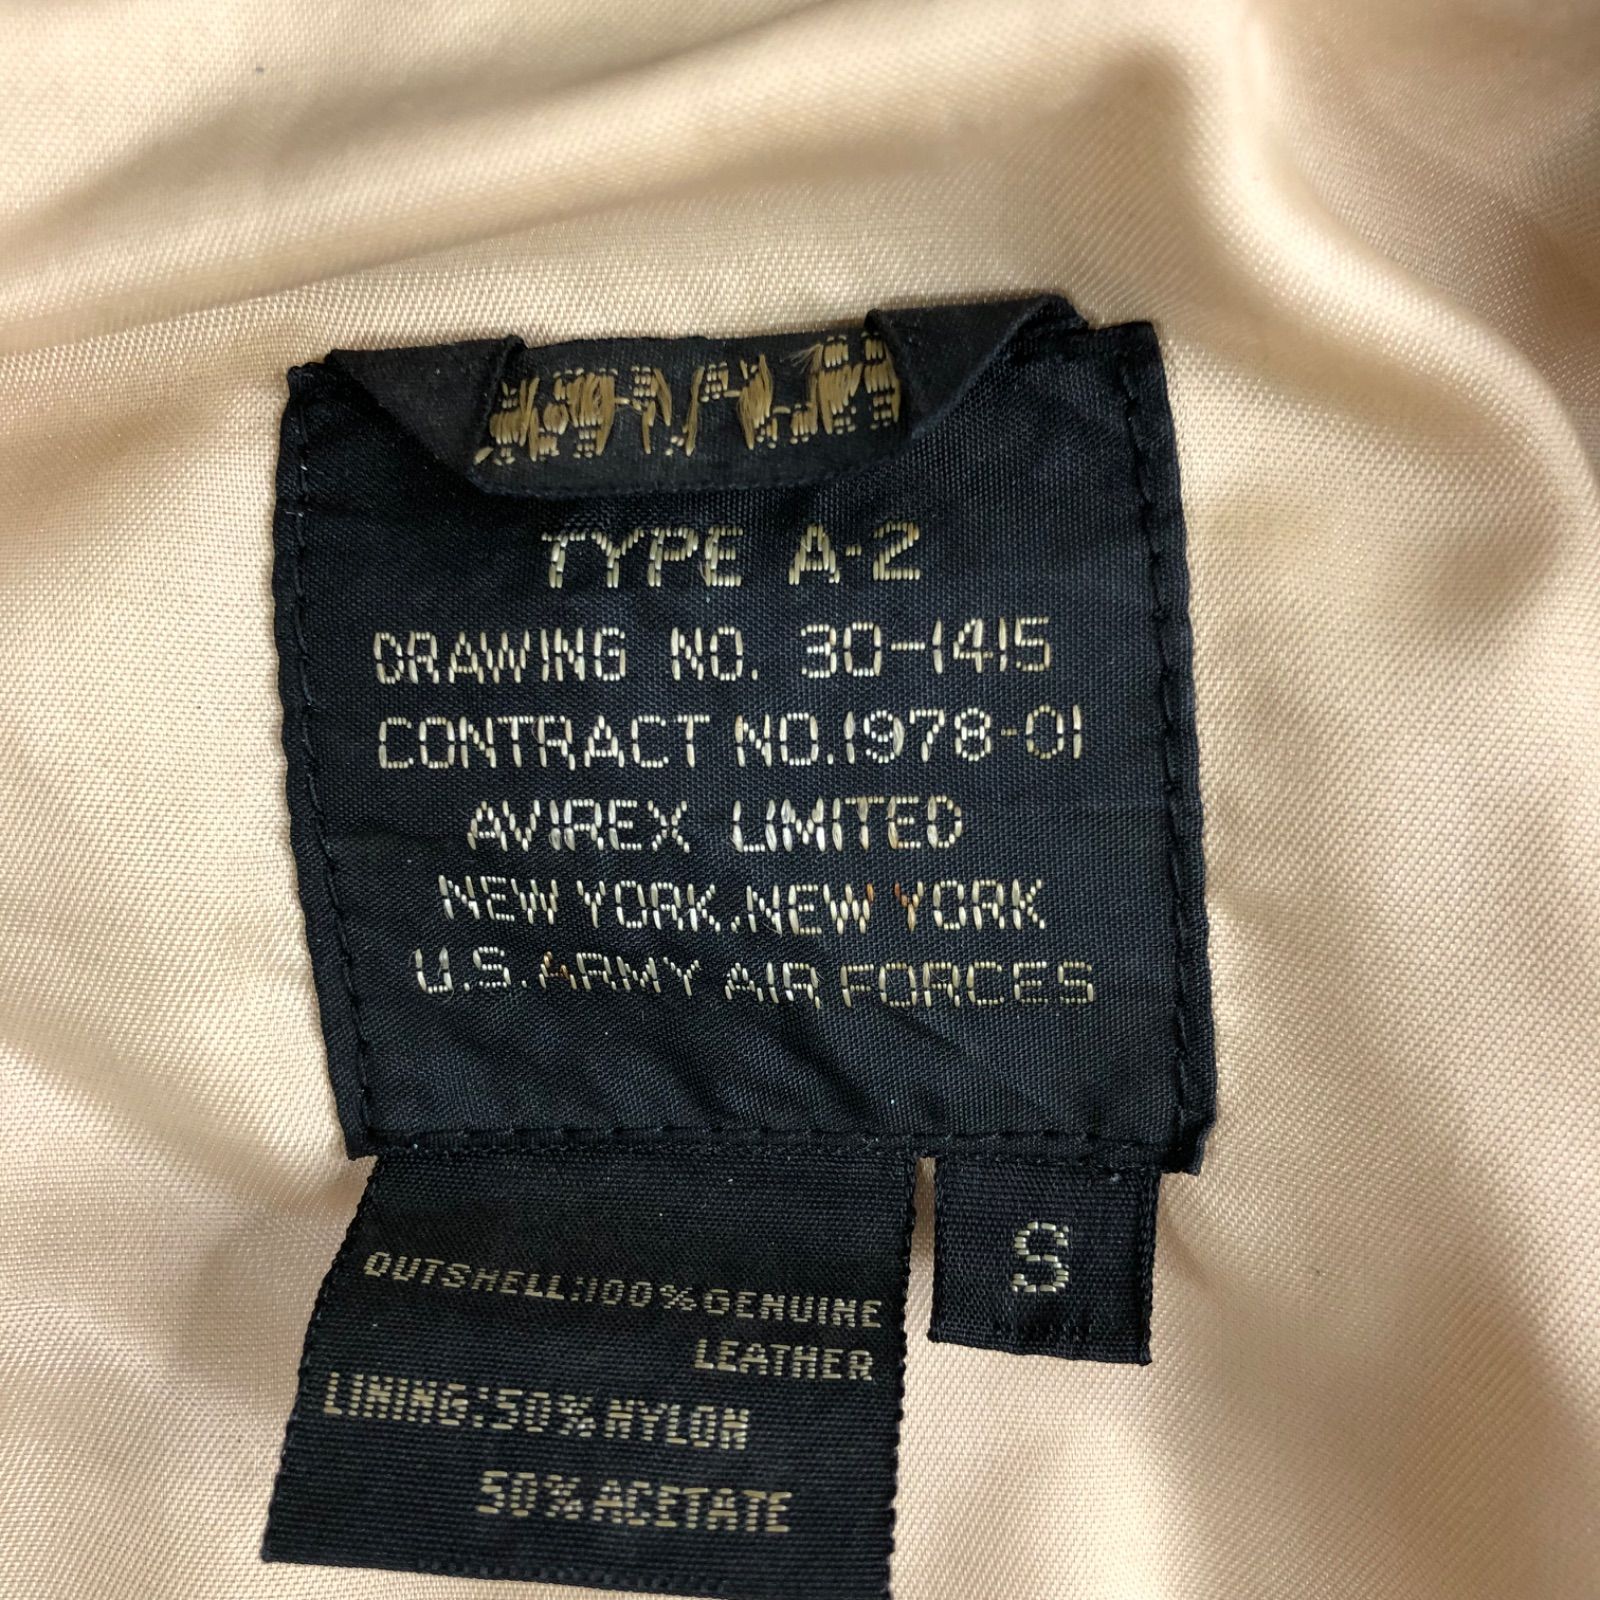 TYPE A-2
DRAWING NO. 30-1415
CONTRACT NO.1978-01
AVIREX LIMITED
NEW YORK.NEW YORK
U.S.ARMY AIR FORCES
S
OUTSHELL:100%GENUINE
LEATHER
LINING:50%NYLON
50%ACETATE